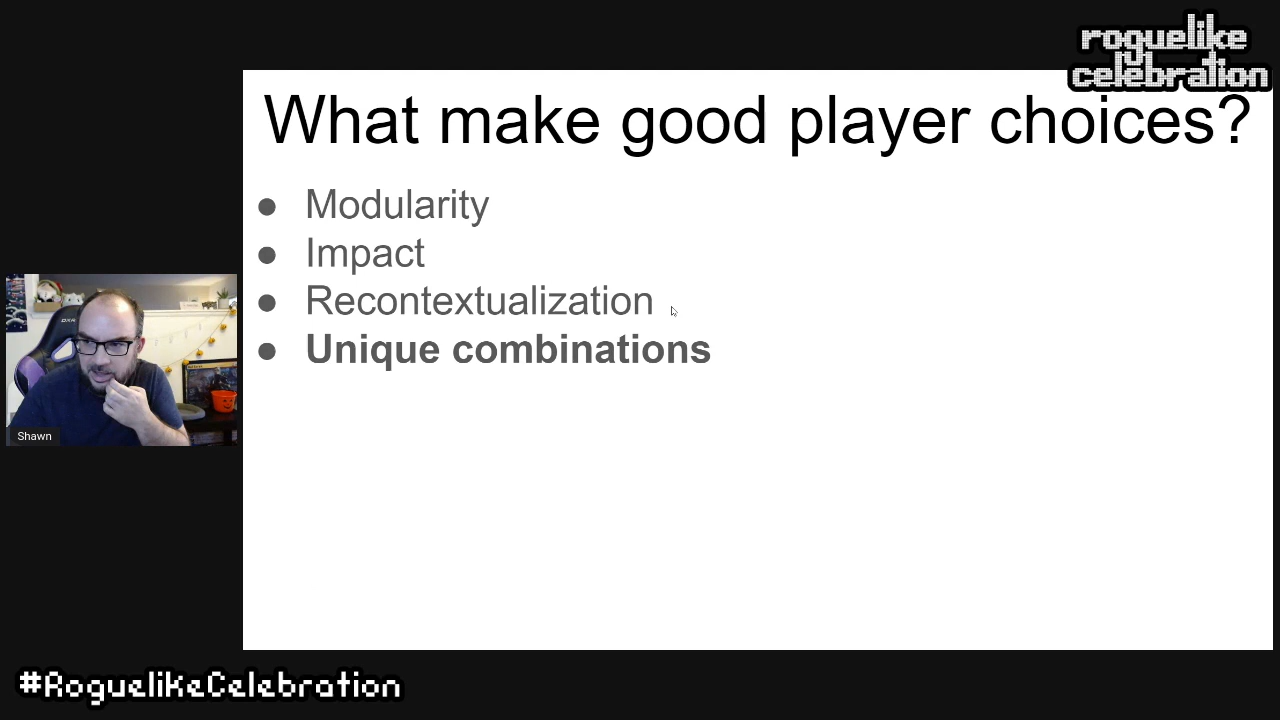 roguelike
celebration
What make good player choices?
● Modularity
● Impact
● Recontextualization
● Unique combinations
Shawn
#RoguelikeCelebration